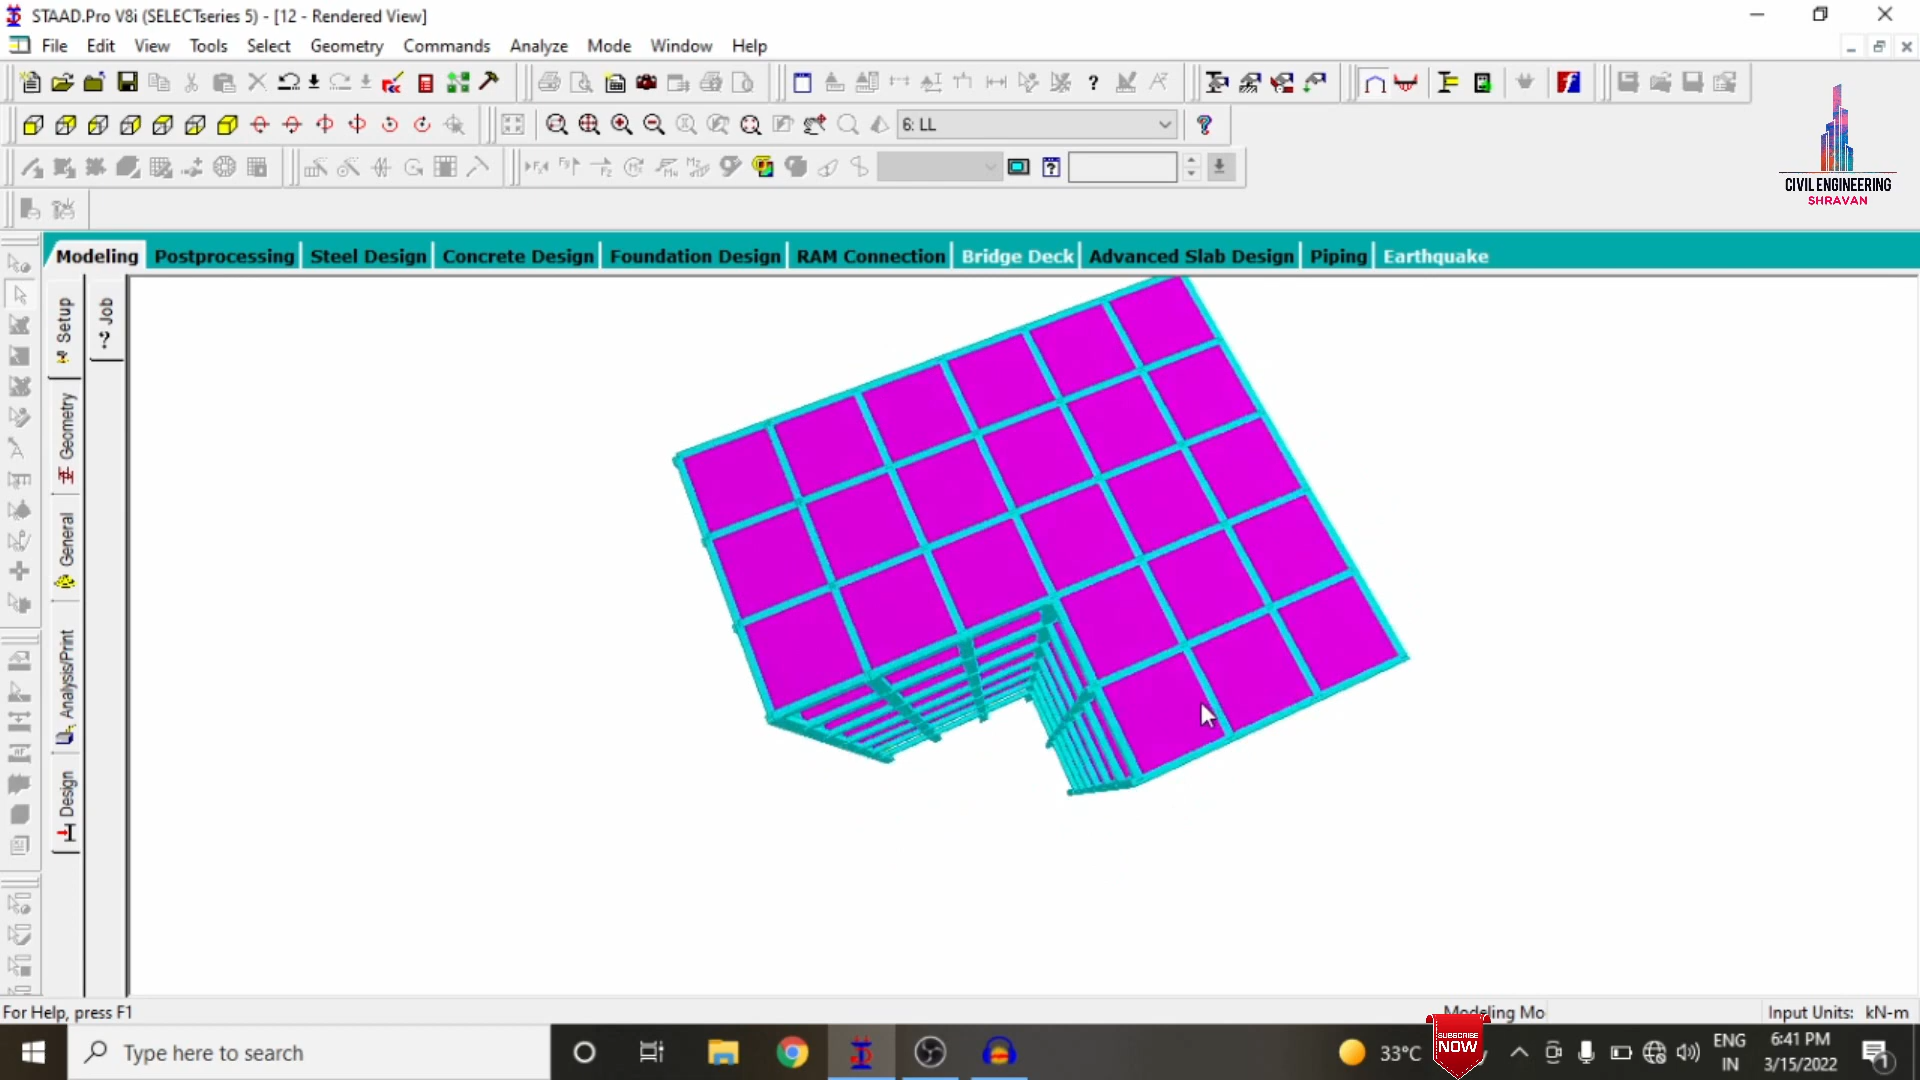 STAAD.Pro V8i (SELECTseries 5) - [12 - Rendered View]
File Edit View Tools Select Geometry Commands Analyze Mode Window Help
6: LL
CIVIL ENGINEERING
SHRAVAN
Modeling Postprocessing Steel Design Concrete Design Foundation Design RAM Connection Bridge Deck Advanced Slab Design Piping Earthquake
Setup
Job
Geometry
General
Analysis/Print
Design
For Help, press F1
Modeling Mo
Input Units: kN-m
Type here to search
33°C
SUBSCRIBE
NOW
ENG
IN
6:41 PM
3/15/2022
1